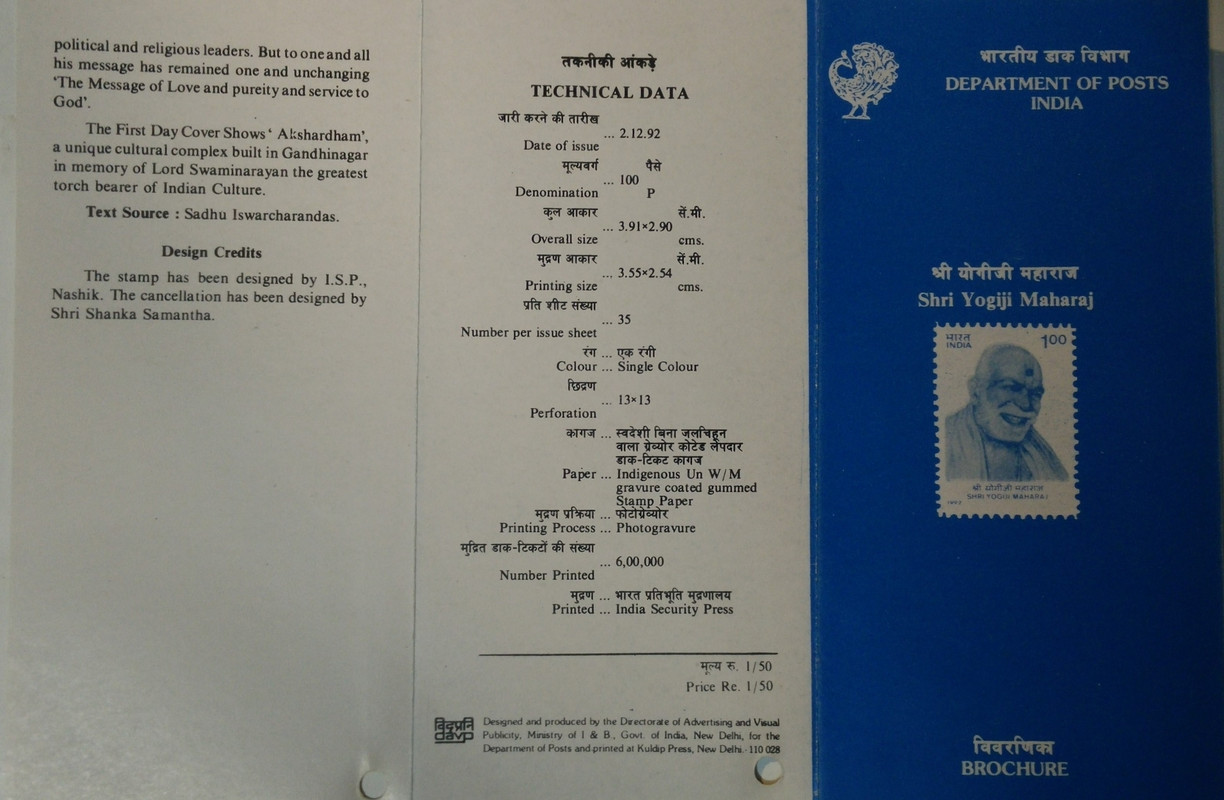 political and religious leaders. But to one and all
his message has remained one and unchanging
'The Message of Love and pureity and service to
God'.
The First Day Cover Shows ' Akshardham',
a unique cultural complex built in Gandhinagar
in memory of Lord Swaminarayan the greatest
torch bearer of Indian Culture.
Text Source : Sadhu Iswarcharandas.
Design Credits
The stamp has been designed by I.S.P.,
Nashik. The cancellation has been designed by
Shri Shanka Samantha.
तकनीकी आंकड़े
TECHNICAL DATA
जारी करने की तारीख
... 2.12.92
Date of issue
मूल्यवर्ग पैसे
... 100
Denomination P
कुल आकार सें.मी.
... 3.91×2.90
Overall size cms.
मुद्रण आकार सें.मी.
... 3.55×2.54
Printing size cms.
प्रति शीट संख्या
... 35
Number per issue sheet
रंग ... एक रंगी
Colour ... Single Colour
छिद्रण
... 13×13
Perforation
कागज ... स्वदेशी बिना जलचिह्न
वाला ग्रेव्योर कोटेड लेपदार
डाक-टिकट कागज
Paper ... Indigenous Un W/M
gravure coated gummed
Stamp Paper
मुद्रण प्रक्रिया ... फोटोग्रेव्योर
Printing Process ... Photogravure
मुद्रित डाक-टिकटों की संख्या
... 6,00,000
Number Printed
मुद्रण ... भारत प्रतिभूति मुद्रणालय
Printed ... India Security Press
मूल्य रु. 1/50
Price Re. 1/50
विदृप्रनि
davp
Designed and produced by the Directorate of Advertising and Visual
Publicity, Ministry of I & B., Govt. of India, New Delhi, for the
Department of Posts and printed at Kuldip Press, New Delhi.-110 028
भारतीय डाक विभाग
DEPARTMENT OF POSTS
INDIA
श्री योगीजी महाराज
Shri Yogiji Maharaj
भारत
INDIA
100
श्री योगीजी महाराज
SHRI YOGIJI MAHARAJ
1992
विवरणिका
BROCHURE